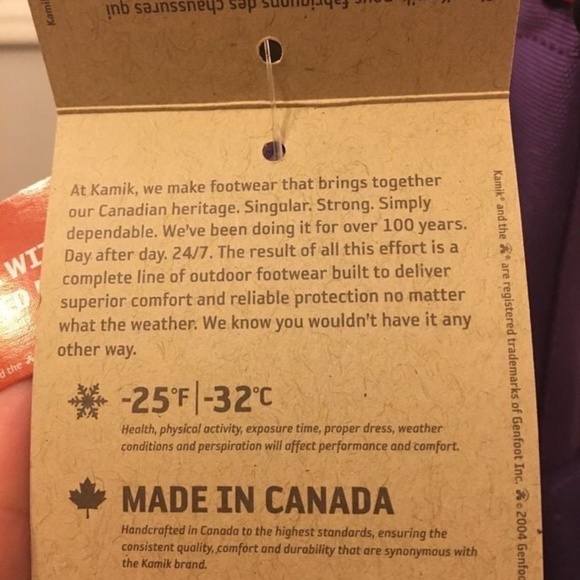 nous fabriquons des chaussures qui
Kamik
At Kamik, we make footwear that brings together
our Canadian heritage. Singular. Strong. Simply
dependable. We've been doing it for over 100 years.
Day after day. 24/7. The result of all this effort is a
complete line of outdoor footwear built to deliver
superior comfort and reliable protection no matter
what the weather. We know you wouldn't have it any
other way.
-25°F|-32°C
Health, physical activity, exposure time, proper dress, weather
conditions and perspiration will affect performance and comfort.
MADE IN CANADA
Handcrafted in Canada to the highest standards, ensuring the
consistent quality, comfort and durability that are synonymous with
the Kamik brand.
Kamik® and the ® are registered trademarks of Genfoot Inc. © 2004 Genfoo
WI
d the